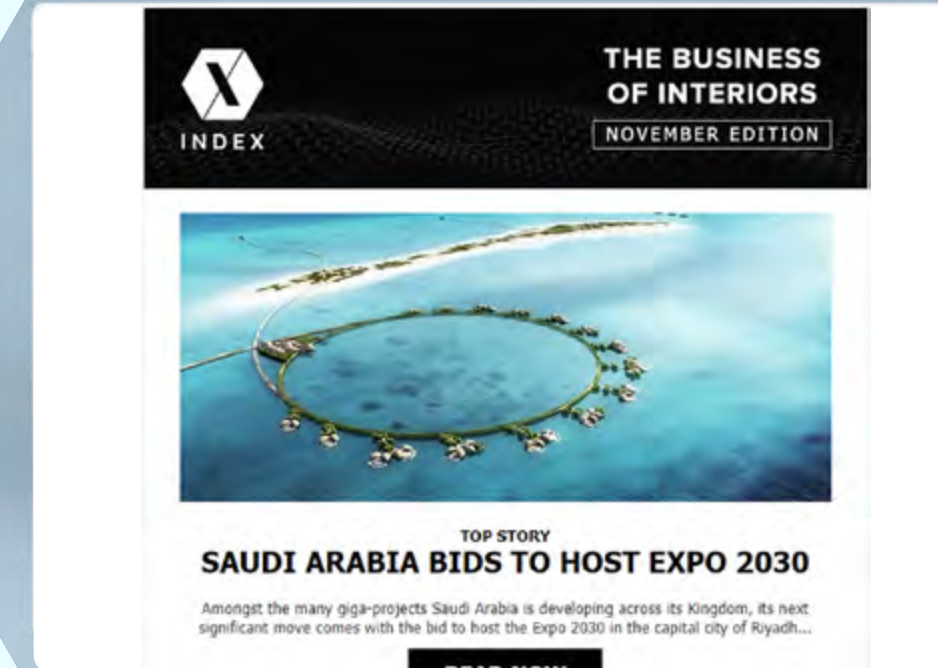 INDEX
THE BUSINESS
OF INTERIORS
NOVEMBER EDITION
TOP STORY
SAUDI ARABIA BIDS TO HOST EXPO 2030
Amongst the many giga-projects Saudi Arabia is developing across its Kingdom, its next
significant move comes with the bid to host the Expo 2030 in the capital city of Riyadh...
READ NOW